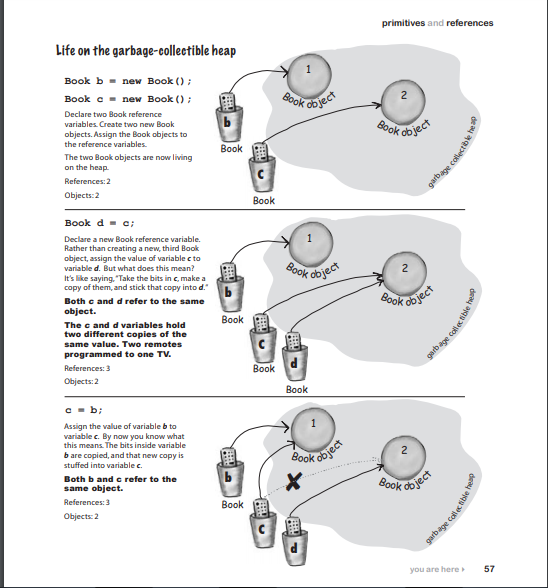 primitives and references
Life on the garbage-collectible heap
Book b = new Book();
Book c = new Book();
Declare two Book reference
variables. Create two new Book
objects. Assign the Book objects to
the reference variables.
The two Book objects are now living
on the heap.
References: 2
Objects: 2
b
Book
c
Book
1
Book object
2
Book object
garbage collectible heap
Book d = c;
Declare a new Book reference variable.
Rather than creating a new, third Book
object, assign the value of variable c to
variable d. But what does this mean?
It's like saying, "Take the bits in c, make a
copy of them, and stick that copy into d."
Both c and d refer to the same
object.
The c and d variables hold
two different copies of the
same value. Two remotes
programmed to one TV.
References: 3
Objects: 2
b
Book
c
Book
d
Book
1
Book object
2
Book object
garbage collectible heap
c = b;
Assign the value of variable b to
variable c. By now you know what
this means. The bits inside variable
b are copied, and that new copy is
stuffed into variable c.
Both b and c refer to the
same object.
References: 3
Objects: 2
b
Book
c
d
1
Book object
2
Book object
garbage collectible heap
you are here
57